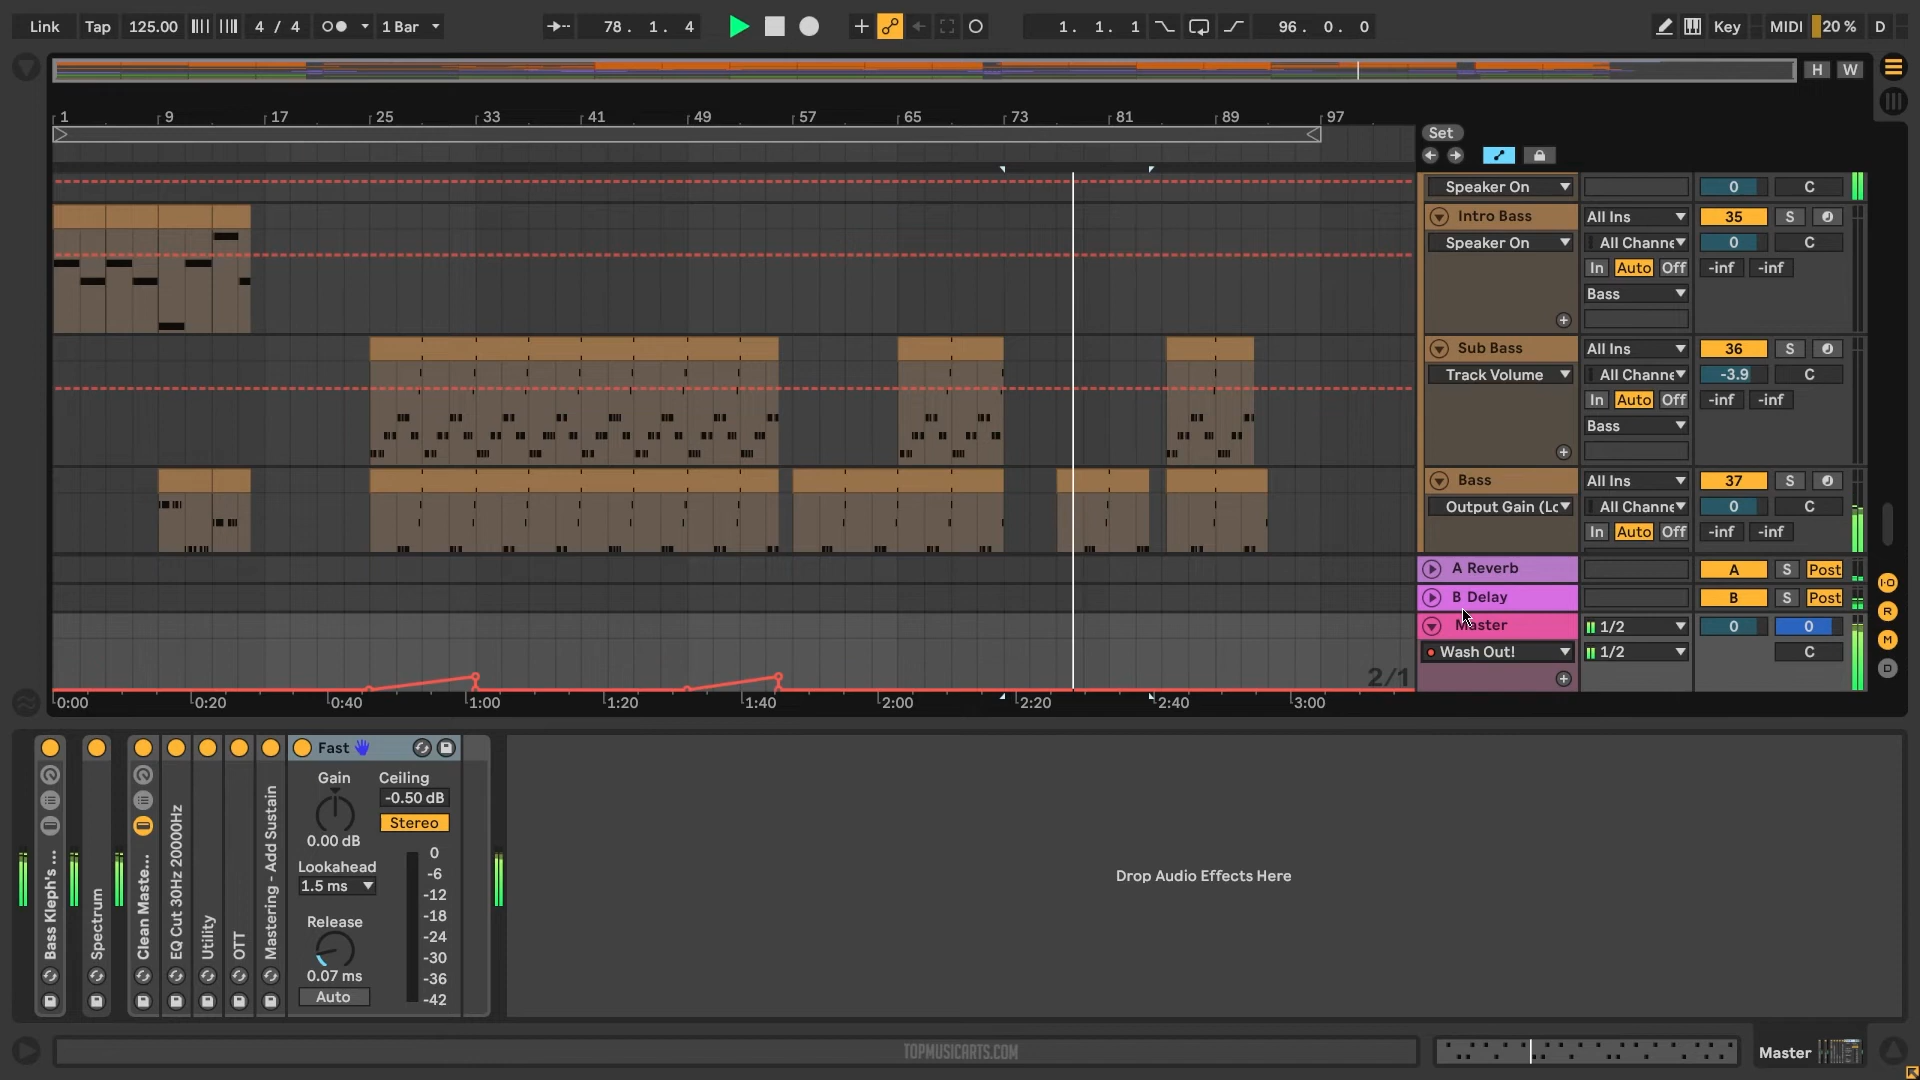 Link Tap 125.00 4 / 4 1 Bar 78. 1. 4 1. 1. 1 96. 0. 0 Key MIDI 20 % D
H W
1 9 17 25 33 41 49 57 65 73 81 89 97
Set
Speaker On 0 C
Intro Bass All Ins 35 S
Speaker On All Channe 0 C
In Auto Off -inf -inf
Bass
Sub Bass All Ins 36 S
Track Volume All Channe -3.9 C
In Auto Off -inf -inf
Bass
Bass All Ins 37 S
Output Gain (Lo All Channe 0 C
In Auto Off -inf -inf
A Reverb A S Post
B Delay B S Post
Master 1/2 0 0
Wash Out! 1/2 C
2/1
0:00 0:20 0:40 1:00 1:20 1:40 2:00 2:20 2:40 3:00
I·O
R
M
D
Bass Kleph's ...
Spectrum
Clean Maste...
EQ Cut 30Hz 20000Hz
Utility
OTT
Mastering - Add Sustain
Fast
Gain Ceiling
-0.50 dB
Stereo
0.00 dB
Lookahead
1.5 ms
Release
0.07 ms
Auto
0
-6
-12
-18
-24
-30
-36
-42
Drop Audio Effects Here
TOPMUSICARTS.COM
Master